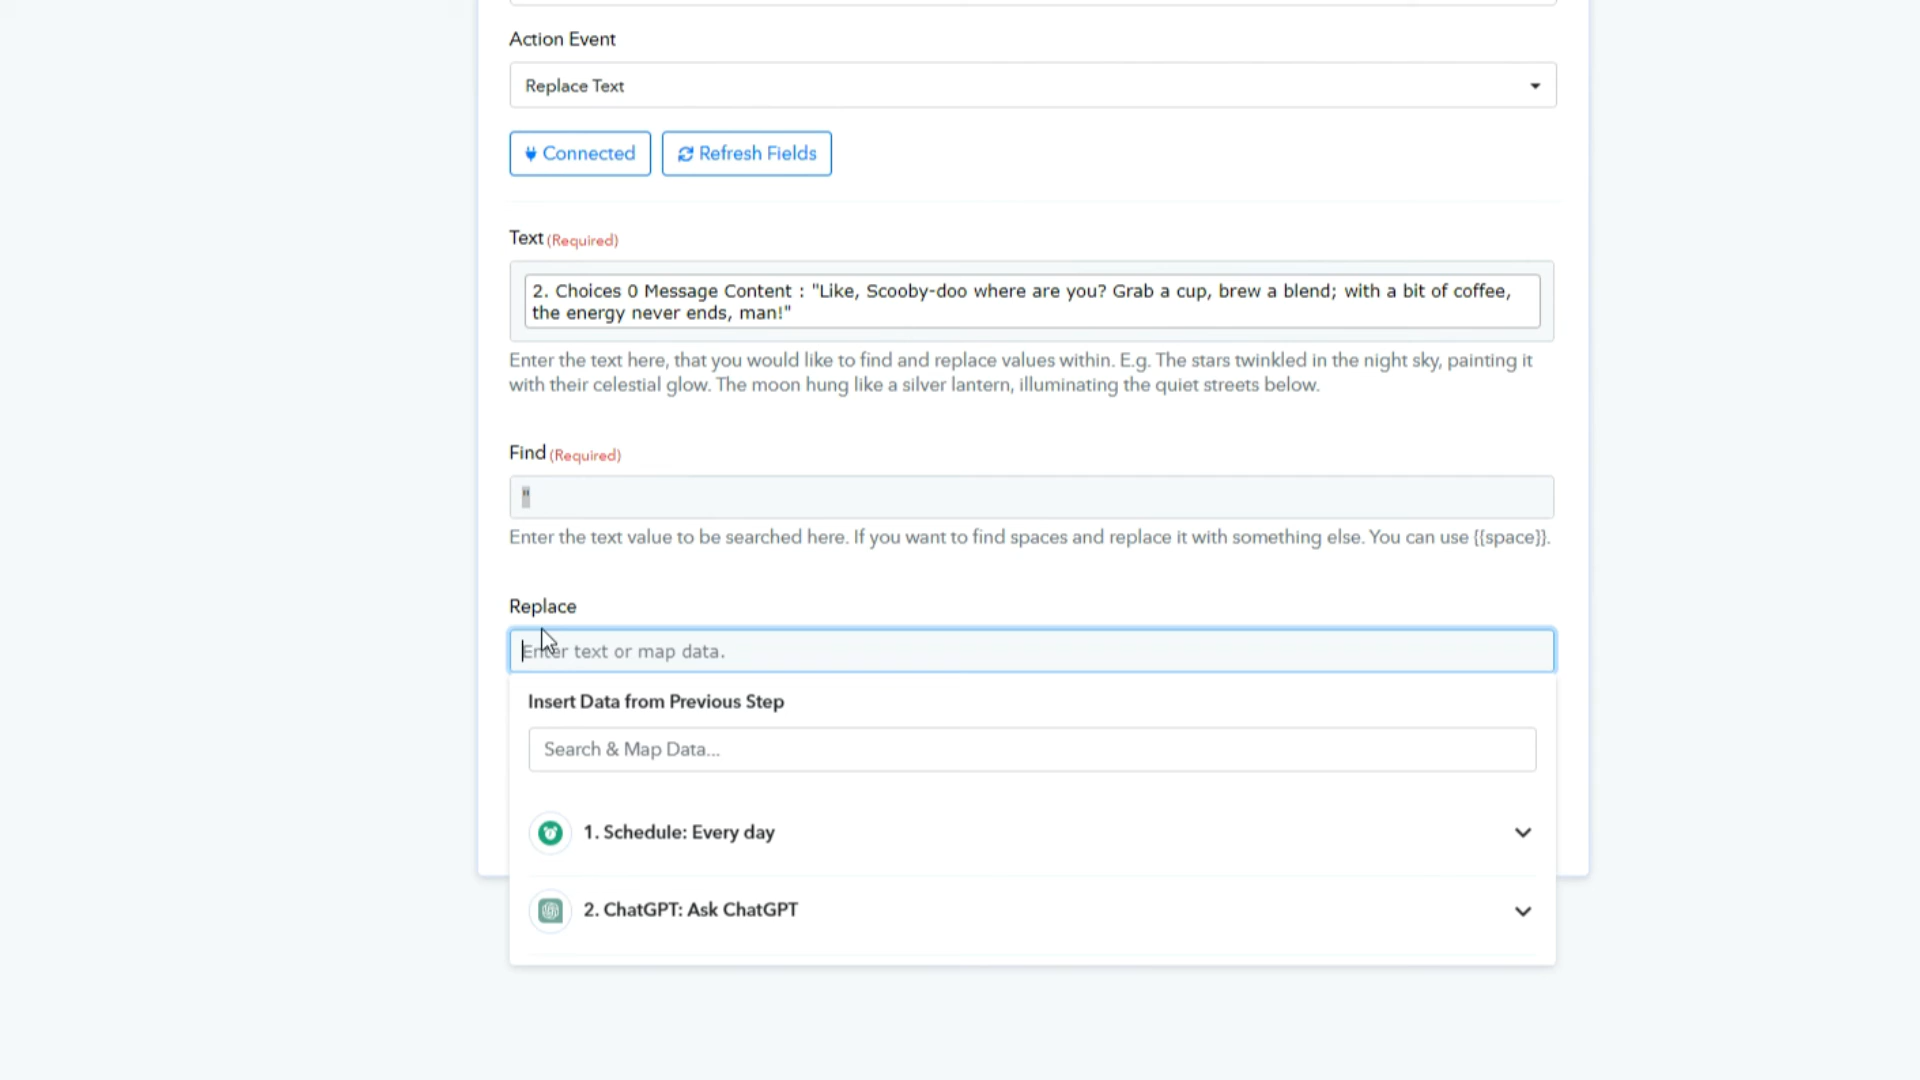 Action Event
Replace Text
Connected
Refresh Fields
Text (Required)
2. Choices 0 Message Content : "Like, Scooby-doo where are you? Grab a cup, brew a blend; with a bit of coffee,
the energy never ends, man!"
Enter the text here, that you would like to find and replace values within. E.g. The stars twinkled in the night sky, painting it
with their celestial glow. The moon hung like a silver lantern, illuminating the quiet streets below.
Find (Required)
"
Enter the text value to be searched here. If you want to find spaces and replace it with something else. You can use {{space}}.
Replace
Enter text or map data.
Insert Data from Previous Step
Search & Map Data...
1. Schedule: Every day
2. ChatGPT: Ask ChatGPT